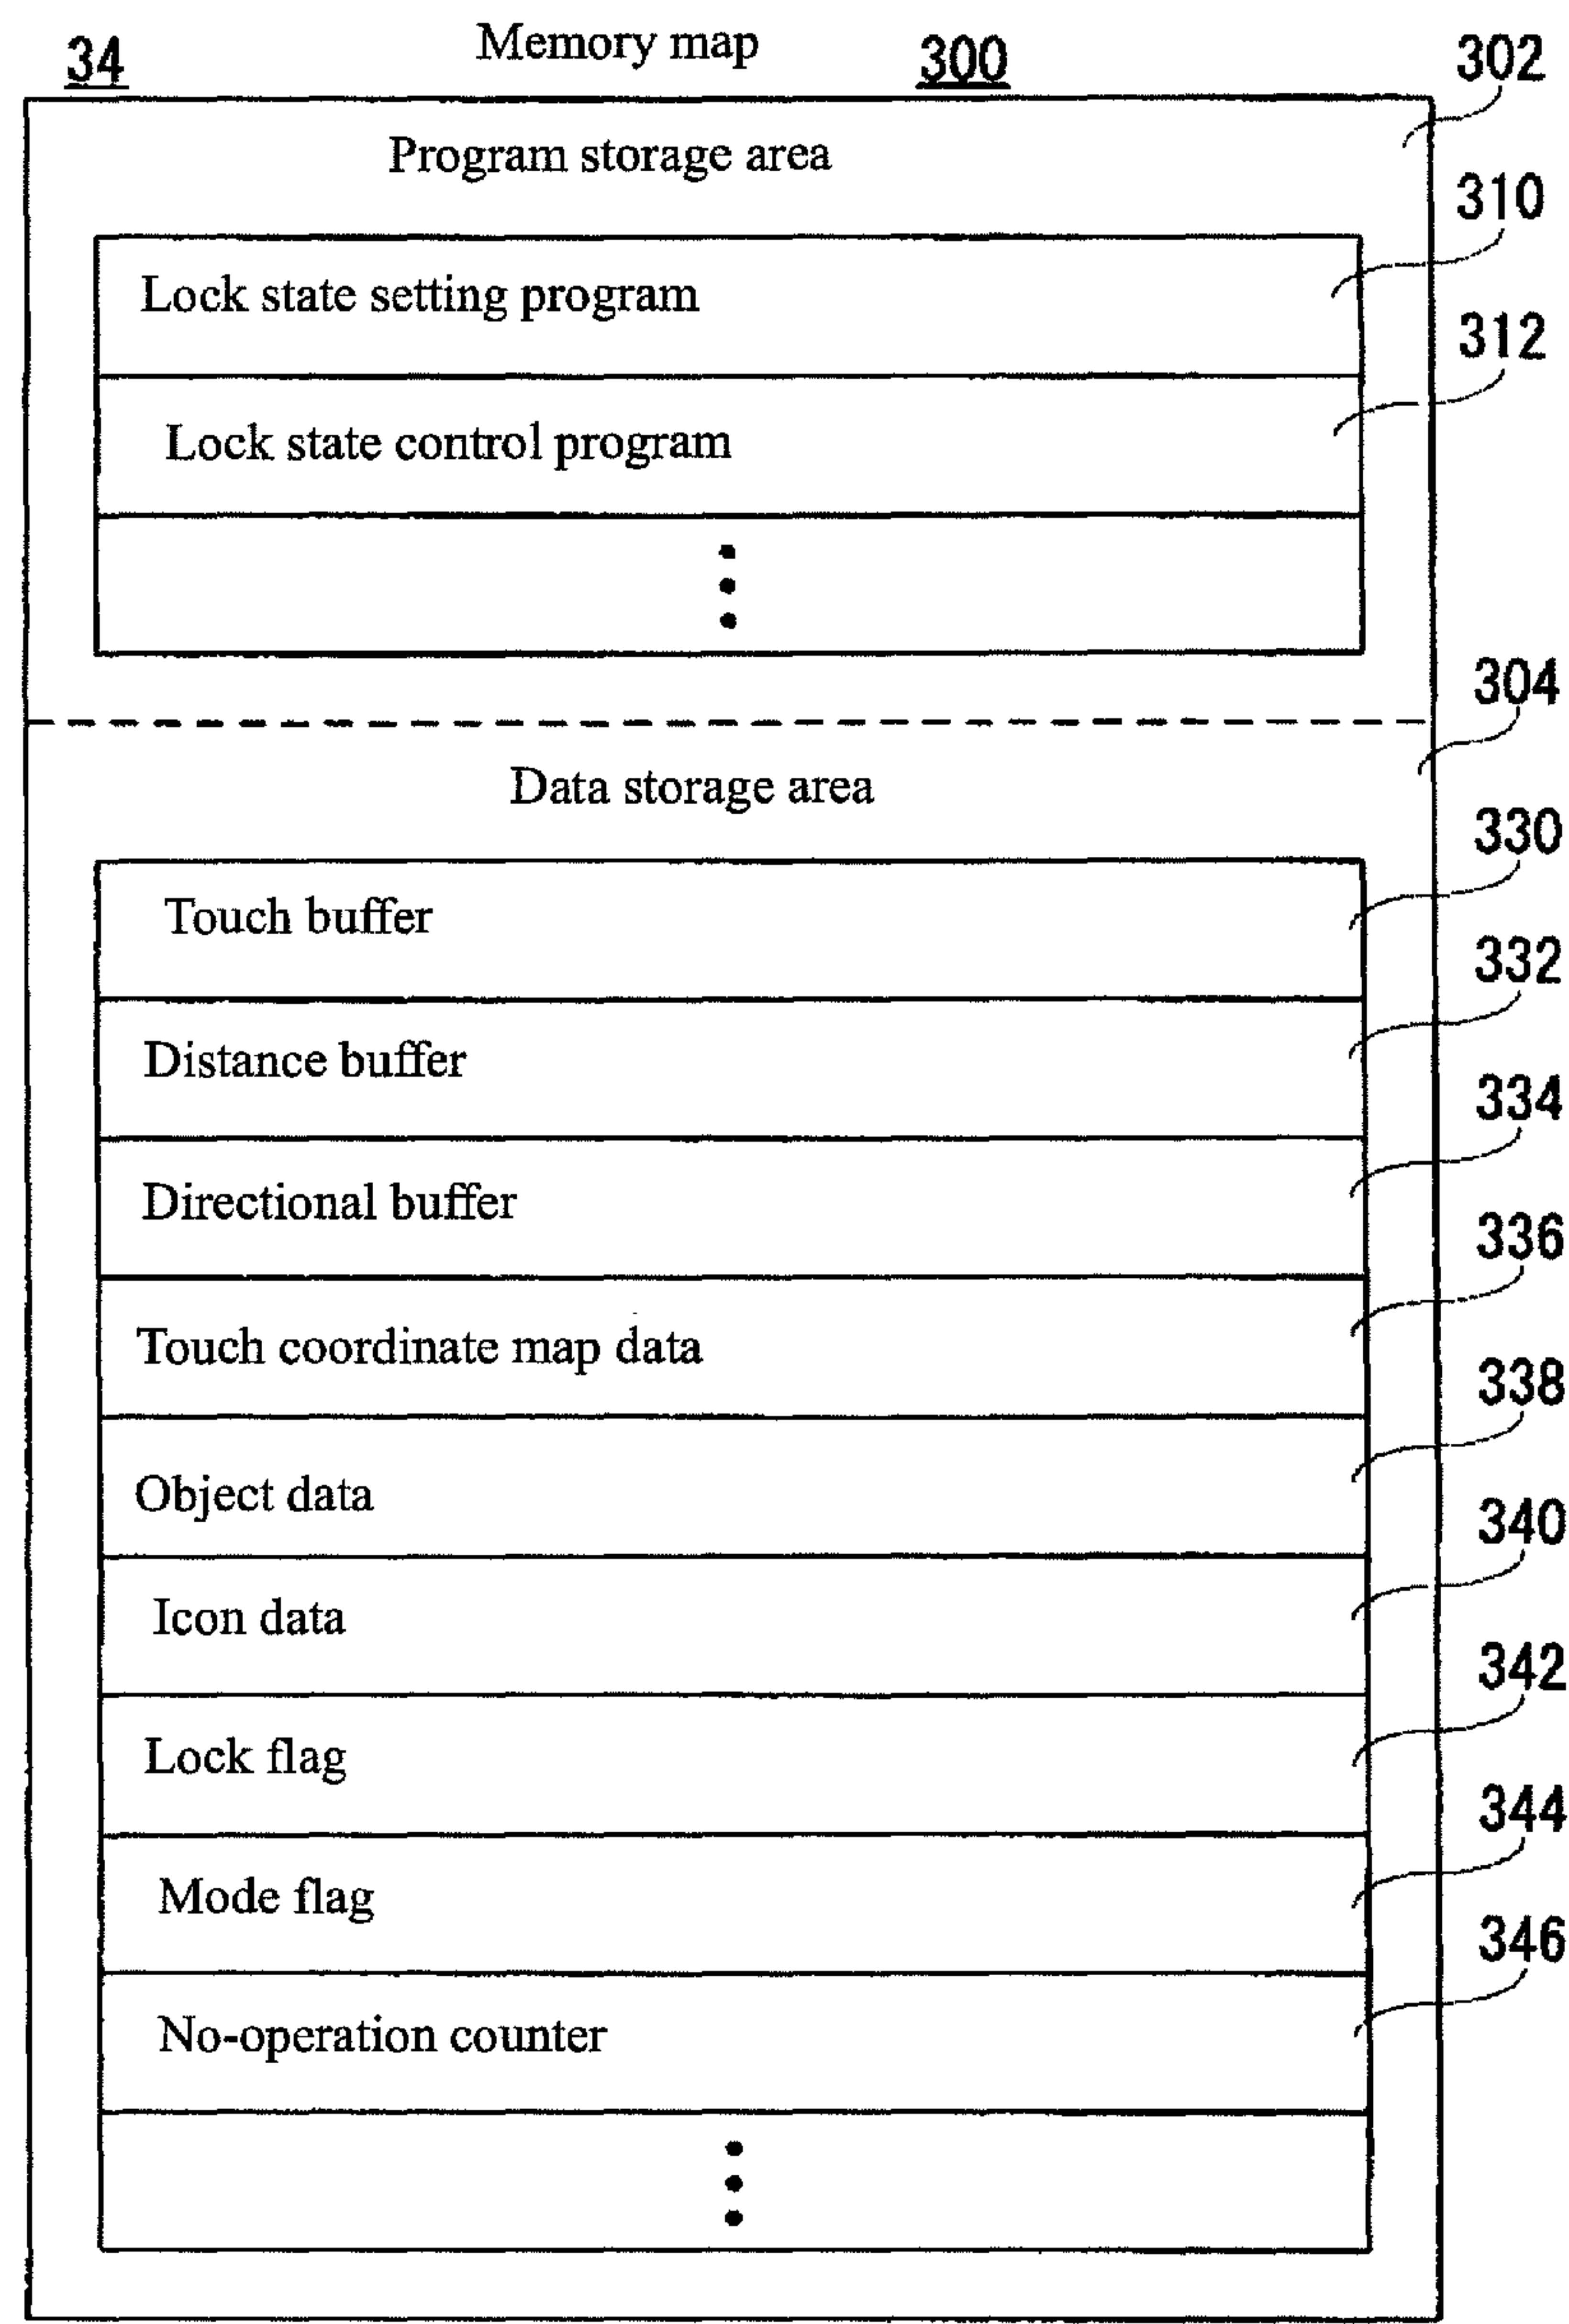 34 Memory map 300 302
Program storage area
310
Lock state setting program
312
Lock state control program
304
Data storage area
330
Touch buffer
332
Distance buffer
334
Directional buffer
336
Touch coordinate map data
338
Object data
340
Icon data
342
Lock flag
344
Mode flag
346
No-operation counter